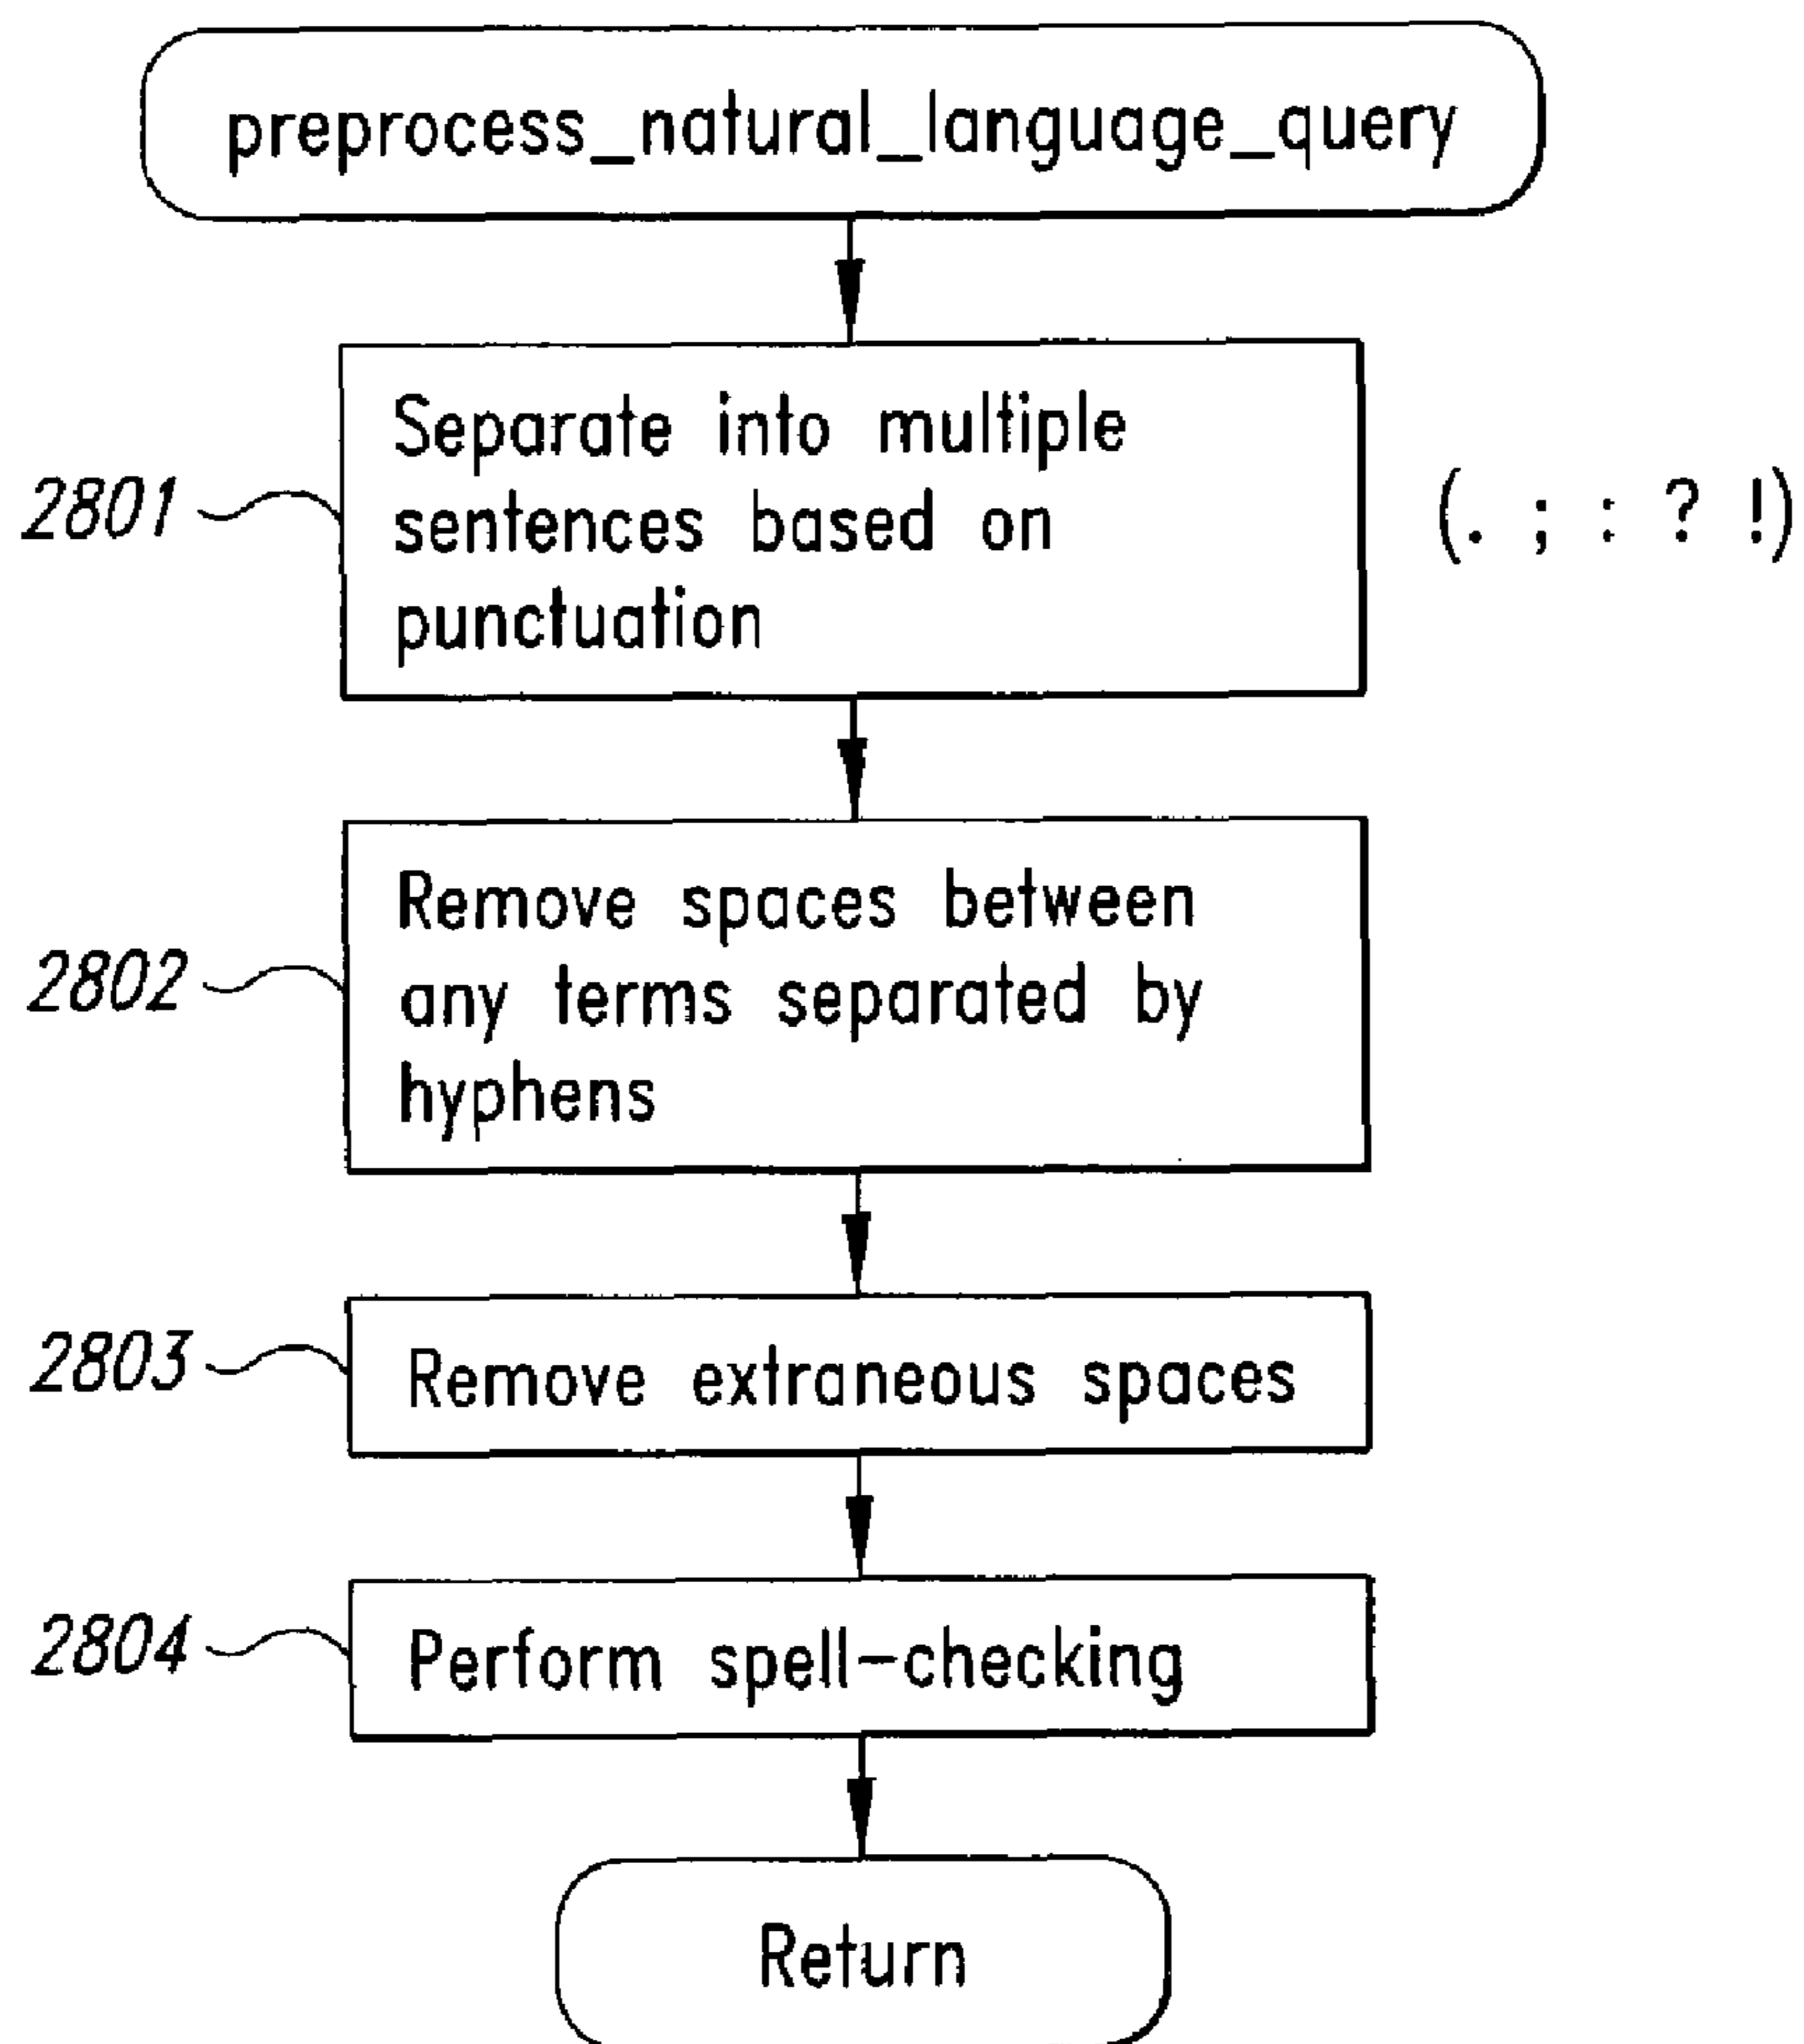 preprocess_natural_language_query
Separate into multiple
sentences based on
punctuation
2801
(. ; : ? !)
Remove spaces between
any terms separated by
hyphens
2802
2803
Remove extraneous spaces
2804
Perform spell-checking
Return